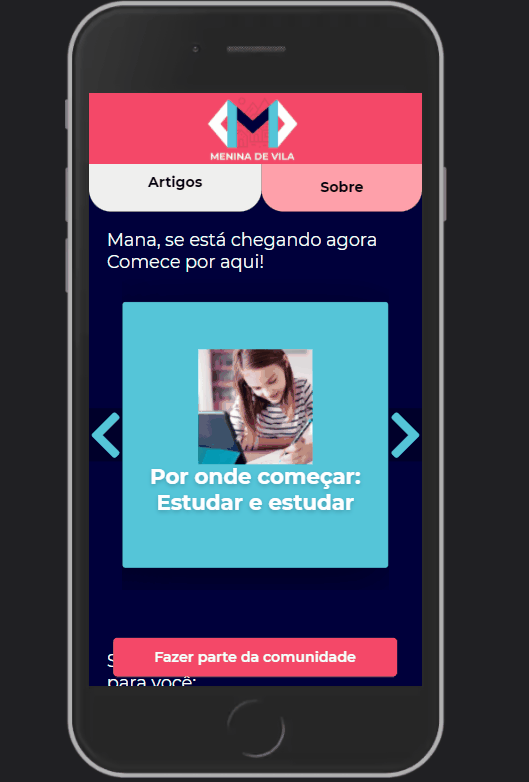 MENINA DE VILA
Artigos
Sobre
Mana, se está chegando agora
Comece por aqui!
Por onde começar:
Estudar e estudar
Fazer parte da comunidade
para você: